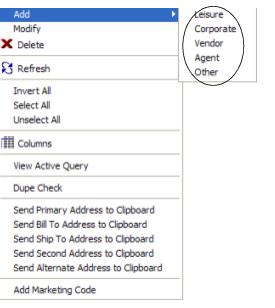 Add
Modify
Delete
Refresh
Invert All
Select All
Unselect All
Columns
View Active Query
Dupe Check
Send Primary Address to Clipboard
Send Bill To Address to Clipboard
Send Ship To Address to Clipboard
Send Second Address to Clipboard
Send Alternate Address to Clipboard
Add Marketing Code
Leisure
Corporate
Vendor
Agent
Other